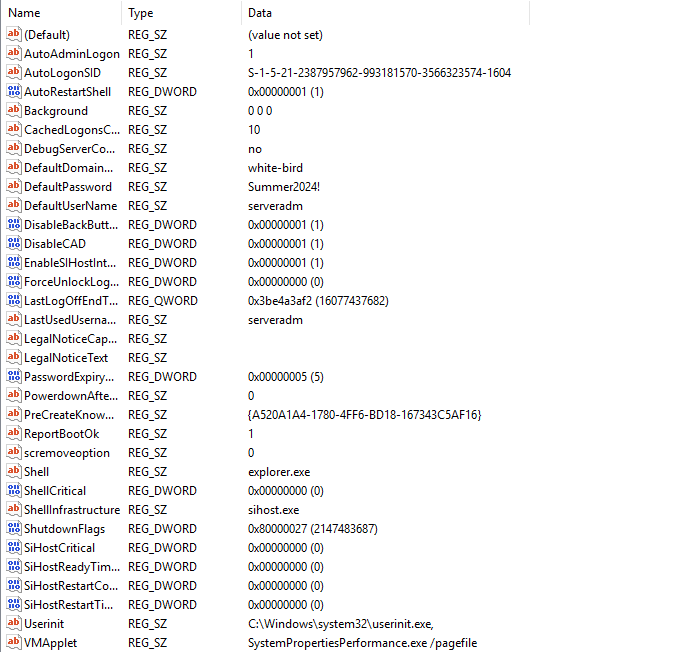 Name Type Data
(Default) REG_SZ (value not set)
AutoAdminLogon REG_SZ 1
AutoLogonSID REG_SZ S-1-5-21-2387957962-993181570-3566323574-1604
AutoRestartShell REG_DWORD 0x00000001 (1)
Background REG_SZ 0 0 0
CachedLogonsC... REG_SZ 10
DebugServerCo... REG_SZ no
DefaultDomain... REG_SZ white-bird
DefaultPassword REG_SZ Summer2024!
DefaultUserName REG_SZ serveradm
DisableBackButt... REG_DWORD 0x00000001 (1)
DisableCAD REG_DWORD 0x00000001 (1)
EnableSIHostInt... REG_DWORD 0x00000001 (1)
ForceUnlockLog... REG_DWORD 0x00000000 (0)
LastLogOffEndT... REG_QWORD 0x3be4a3af2 (16077437682)
LastUsedUserna... REG_SZ serveradm
LegalNoticeCap... REG_SZ
LegalNoticeText REG_SZ
PasswordExpiry... REG_DWORD 0x00000005 (5)
PowerdownAfte... REG_SZ 0
PreCreateKnow... REG_SZ {A520A1A4-1780-4FF6-BD18-167343C5AF16}
ReportBootOk REG_SZ 1
scremoveoption REG_SZ 0
Shell REG_SZ explorer.exe
ShellCritical REG_DWORD 0x00000000 (0)
ShellInfrastructure REG_SZ sihost.exe
ShutdownFlags REG_DWORD 0x80000027 (2147483687)
SiHostCritical REG_DWORD 0x00000000 (0)
SiHostReadyTim... REG_DWORD 0x00000000 (0)
SiHostRestartCo... REG_DWORD 0x00000000 (0)
SiHostRestartTi... REG_DWORD 0x00000000 (0)
Userinit REG_SZ C:\Windows\system32\userinit.exe,
VMApplet REG_SZ SystemPropertiesPerformance.exe /pagefile